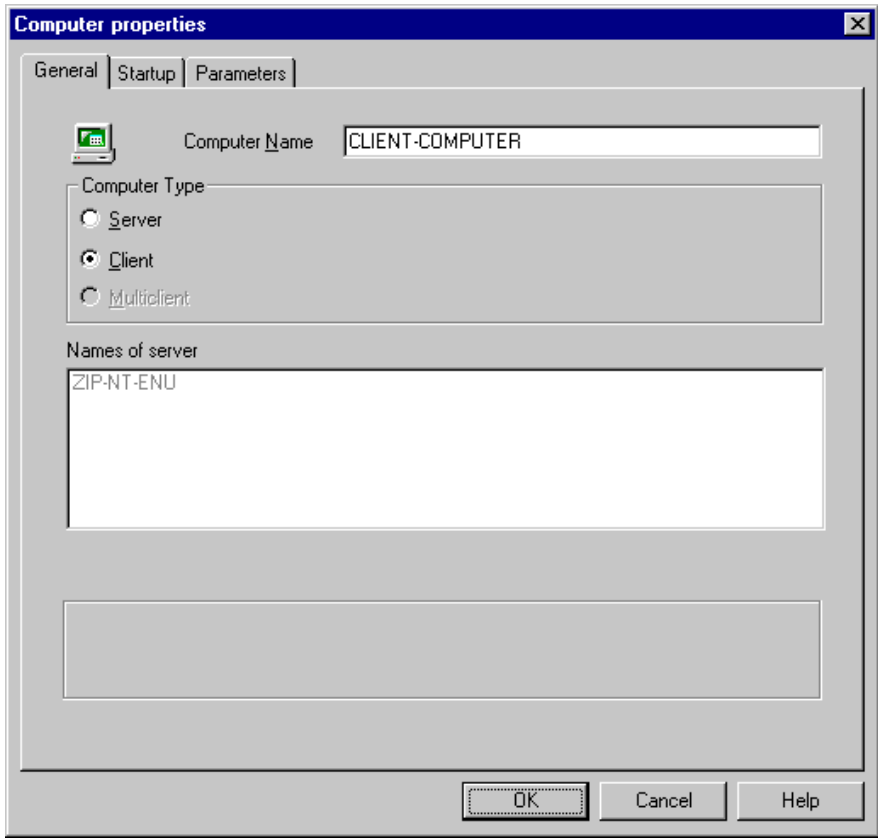 Computer properties
General Startup Parameters
Computer Name CLIENT-COMPUTER
Computer Type
Server
Client
Multiclient
Names of server
ZIP-NT-ENU
OK Cancel Help